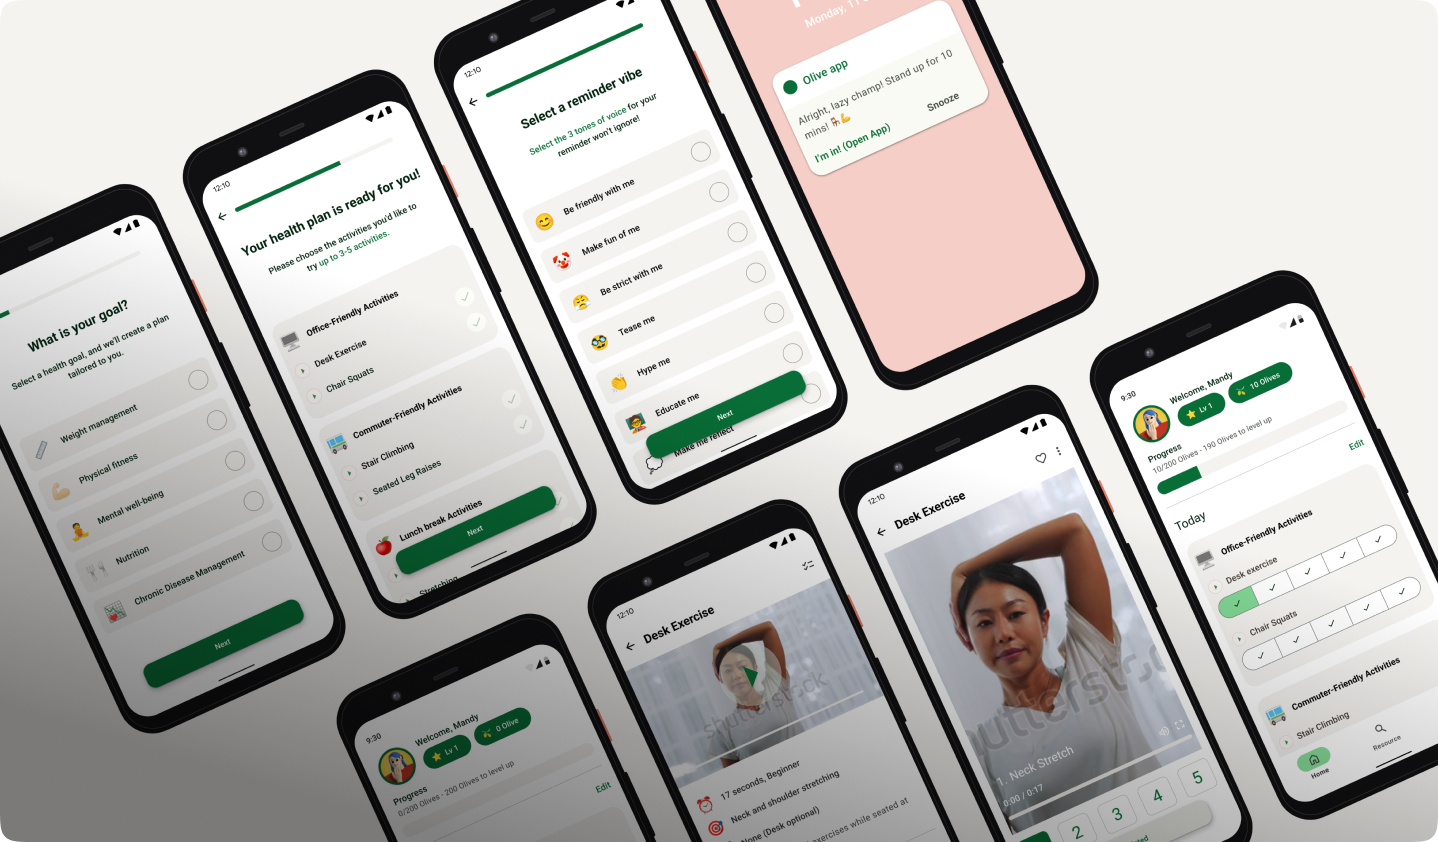 What is your goal?
Select a health goal, and we'll create a plan
tailored to you.
Weight management
Physical fitness
Mental well-being
Nutrition
Chronic Disease Management
Next
12:10
Your health plan is ready for you!
Please choose the activities you'd like to
try up to 3-5 activities.
Office-Friendly Activities
Desk Exercise
Chair Squats
Commuter-Friendly Activities
Stair Climbing
Seated Leg Raises
Lunch break Activities
Next
Stretching
12:10
Select a reminder vibe
Select the 3 tones of voice for your
reminder won't ignore!
Be friendly with me
Make fun of me
Be strict with me
Tease me
Hype me
Educate me
Next
Make me reflect
Monday, 11
Olive app
Alright, lazy champ! Stand up for 10
mins! 🪑💪
I'm in! (Open App)
Snooze
9:30
Welcome, Mandy
Lv 1
0 Olive
Progress
0/200 Olives - 200 Olives to level up
Edit
12:10
Desk Exercise
shutterstock
17 seconds, Beginner
Neck and shoulder stretching
None (Desk optional)
exercises while seated at
12:10
Desk Exercise
shutterstock
1. Neck Stretch
0:00 / 0:17
2
3
4
5
9:30
Welcome, Mandy
Lv 1
10 Olives
Progress
10/200 Olives - 190 Olives to level up
Edit
Today
Office-Friendly Activities
Desk exercise
Chair Squats
Commuter-Friendly Activities
Stair Climbing
Home
Resource